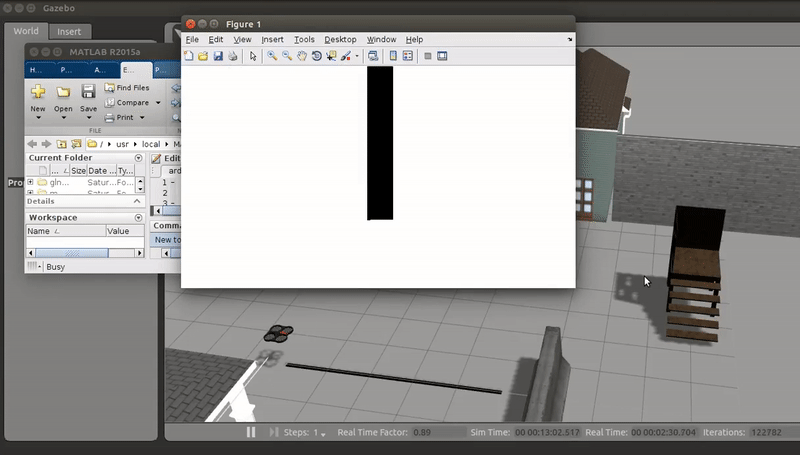 Gazebo
World Insert
Figure 1
File Edit View Insert Tools Desktop Window Help
MATLAB R2015a
H... P... A... E... P...
New Open Save
Find Files
Compare
Print
FILE
/ usr local Ma
Current Folder
... Size Date ... Ty...
gln... Satur... Fo...
Satur... Fo...
Details
Workspace
Name Value
Edit
ard
1 -
2
3 -
Comma
New to
Busy
Steps: 1 Real Time Factor: 0.89 Sim Time: 00 00:13:02.517 Real Time: 00 00:02:30.704 Iterations: 122782